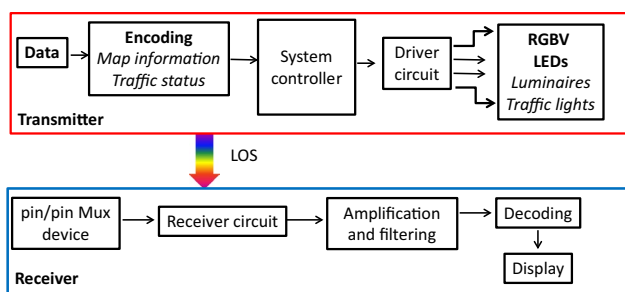 Data
Encoding
Map information
Traffic status
System
controller
Driver
circuit
RGBV
LEDs
Luminaires
Traffic lights
Transmitter
LOS
pin/pin Mux
device
Receiver circuit
Amplification
and filtering
Decoding
Display
Receiver